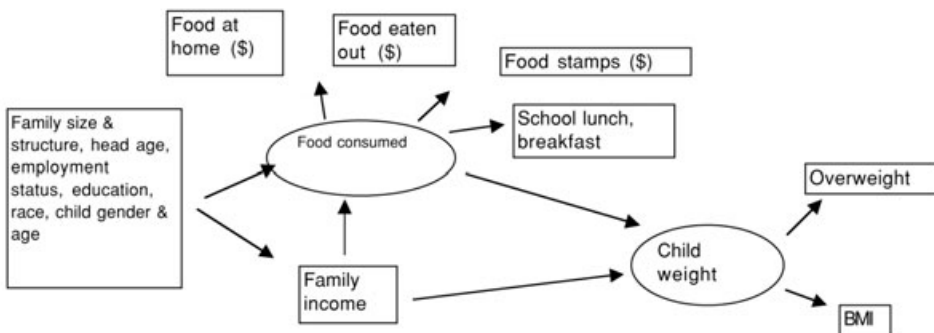 Food at
home ($)
Food eaten
out ($)
Food stamps ($)
School lunch,
breakfast
Family size &
structure, head age,
employment
status, education,
race, child gender &
age
Food consumed
Overweight
Child
weight
Family
income
BMI